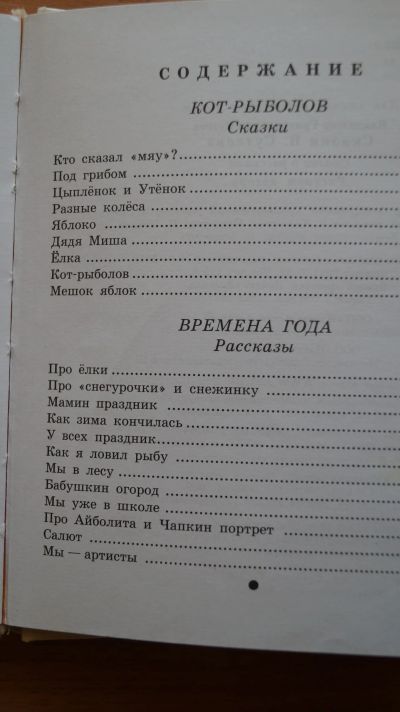 СОДЕРЖАНИЕ
КОТ-РЫБОЛОВ
Сказки
Кто сказал «мяу»?
Под грибом
Цыплёнок и Утёнок
Разные колёса
Яблоко
Дядя Миша
Ёлка
Кот-рыболов
Мешок яблок
ВРЕМЕНА ГОДА
Рассказы
Про ёлки
Про «снегурочки» и снежинку
Мамин праздник
Как зима кончилась
У всех праздник
Как я ловил рыбу
Мы в лесу
Бабушкин огород
Мы уже в школе
Про Айболита и Чапкин портрет
Салют
Мы — артисты